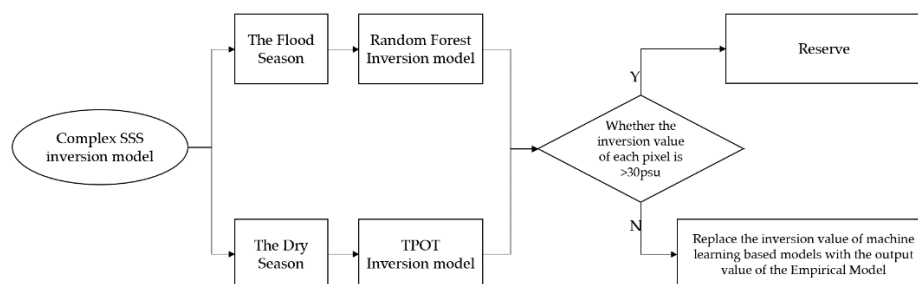 Complex SSS
inversion model
The Flood
Season
Random Forest
Inversion model
The Dry
Season
TPOT
Inversion model
Whether the
inversion value
of each pixel is
>30psu
Y
Reserve
N
Replace the inversion value of machine
learning based models with the output
value of the Empirical Model